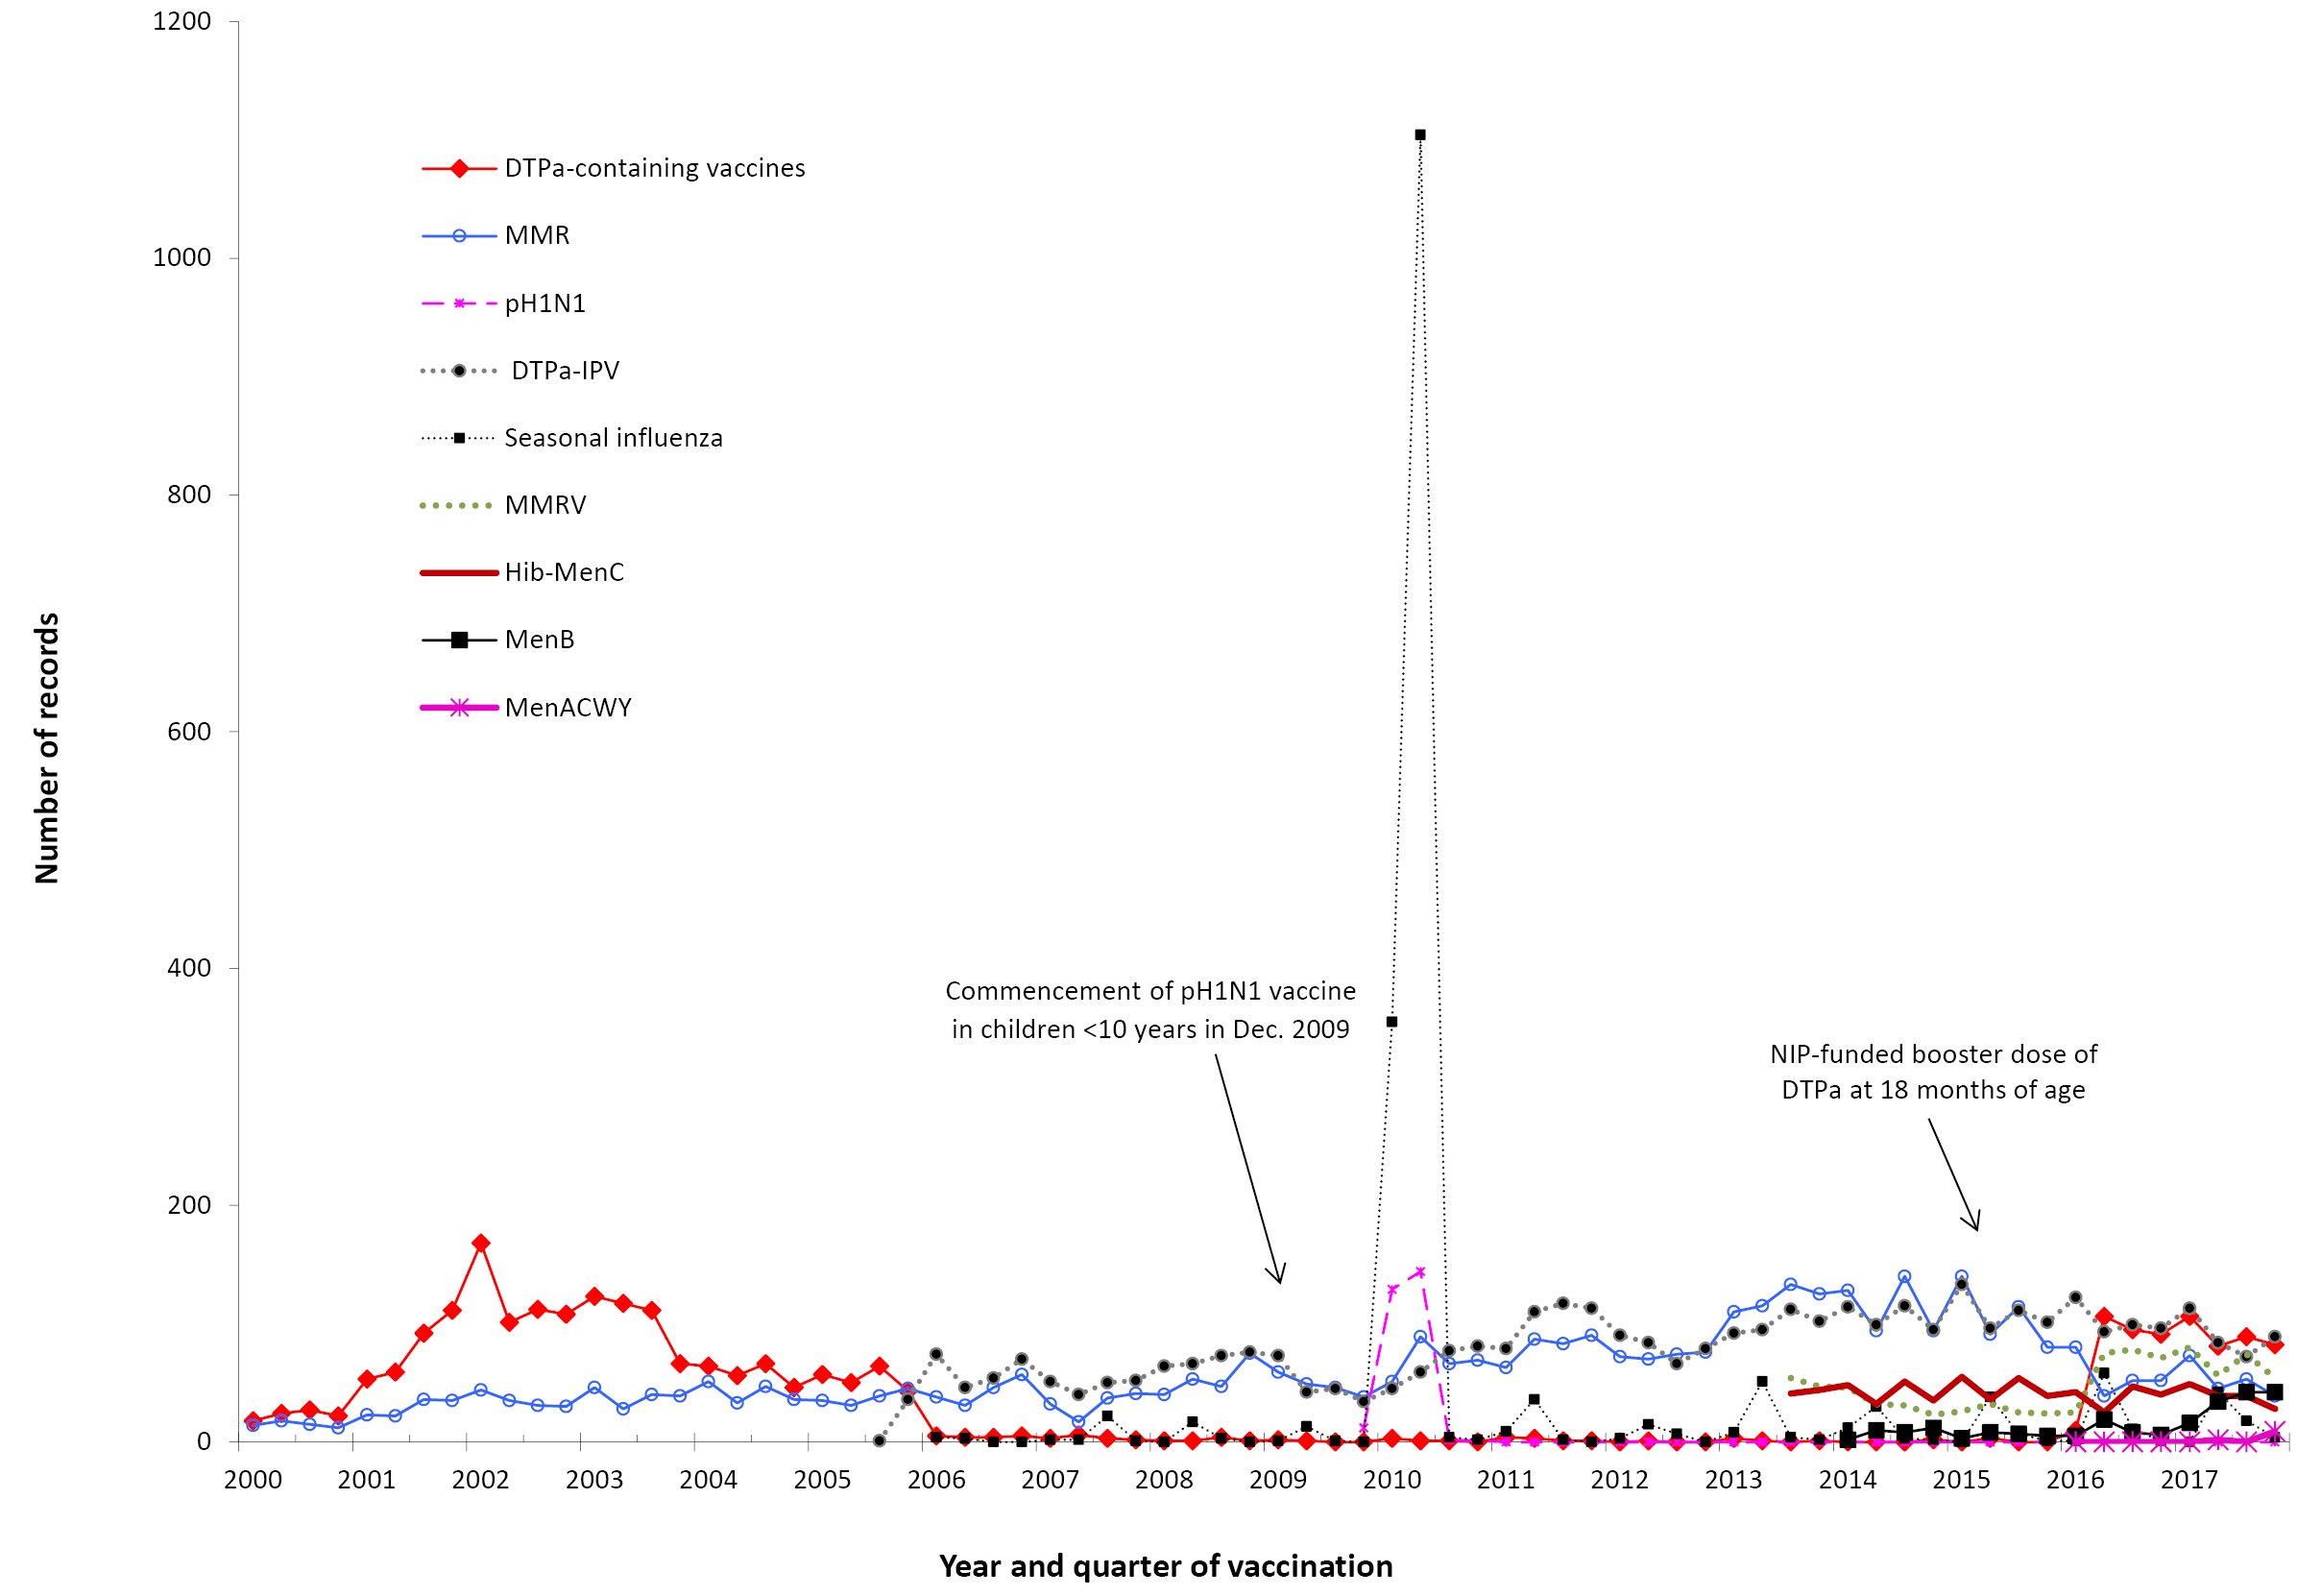 1200
1000
800
600
400
200
0
Number of records
DTPa-containing vaccines
MMR
pH1N1
DTPa-IPV
Seasonal influenza
MMRV
Hib-MenC
MenB
MenACWY
Commencement of pH1N1 vaccine
in children <10 years in Dec. 2009
NIP-funded booster dose of
DTPa at 18 months of age
2000 2001 2002 2003 2004 2005 2006 2007 2008 2009 2010 2011 2012 2013 2014 2015 2016 2017
Year and quarter of vaccination